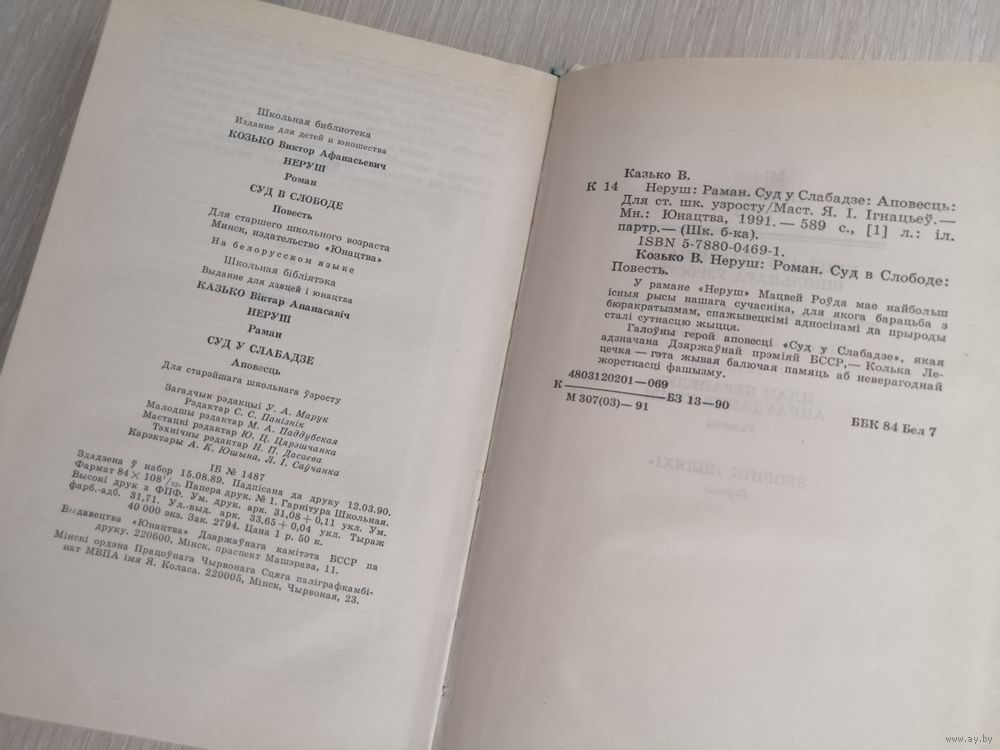 Школьная библиотека
Издание для детей и юношества
КОЗЬКО Виктор Афанасьевич
НЕРУШ
Роман
СУД В СЛОБОДЕ
Повесть
Для старшего школьного возраста
Минск, издательство «Юнацтва»
На белорусском языке
Школьная бібліятэка
Выданне для дзяцей і юнацтва
КАЗЬКО Віктар Апанасавіч
НЕРУШ
Раман
СУД У СЛАБАДЗЕ
Аповесць
Для старэйшага школьнага ўзросту
Загадчык рэдакцыі У. А. Марук
Рэдактар С. С. Панізнік
Малодшы рэдактар М. А. Паддубская
Мастацкі рэдактар Ю. Ц. Цярэшчанка
Тэхнічны рэдактар Н. П. Дасаева
Карэктары А. К. Юшына, Л. І. Саўчанка
ІБ № 1487
Здадзена ў набор 15.08.89. Падпісана да друку 12.03.90.
Фармат 84×108¹/₃₂. Папера друк. № 1. Гарнітура Школьная.
Высокі друк з ФПФ. Ум. друк. арк. 31,08+0,11 укл. Ум.
фарб.-адб. 31,71. Ул.-выд. арк. 33,65+0,04 укл. Тыраж
40 000 экз. Зак. 2794. Цана 1 р. 50 к.
Выдавецтва «Юнацтва» Дзяржаўнага камітэта БССР па
друку. 220600, Мінск, праспект Машэрава, 11.
Мінскі ордэна Працоўнага Чырвонага Сцяга паліграфкамбі-
нат МВПА імя Я. Коласа. 220005, Мінск, Чырвоная, 23.
Казько В.
К 14 Неруш: Раман. Суд у Слабадзе: Аповесць:
Для ст. шк. узросту/Маст. Я. І. Ігнацьеў.—
Мн.: Юнацтва, 1991.— 589 с., [1] л.: іл.
партр.— (Шк. б-ка).
ISBN 5-7880-0469-1.
Козько В. Неруш: Роман. Суд в Слободе:
Повесть.
У рамане «Неруш» Мацвей Роўда мае найбольш
існыя рысы нашага сучасніка, для якога барацьба з
бюракратызмам, спажывецкімі адносінамі да прыроды
сталі сутнасцю жыцця.
Галоўны герой аповесці «Суд у Слабадзе», якая
адзначана Дзяржаўнай прэміяй БССР,— Колька Ле-
цечка — гэта жывая балючая памяць аб неверагоднай
жорсткасці фашызму.
К 4803120201—069 БЗ 13—90
М 307(03)—91
ББК 84 Бел 7
www.ay.by